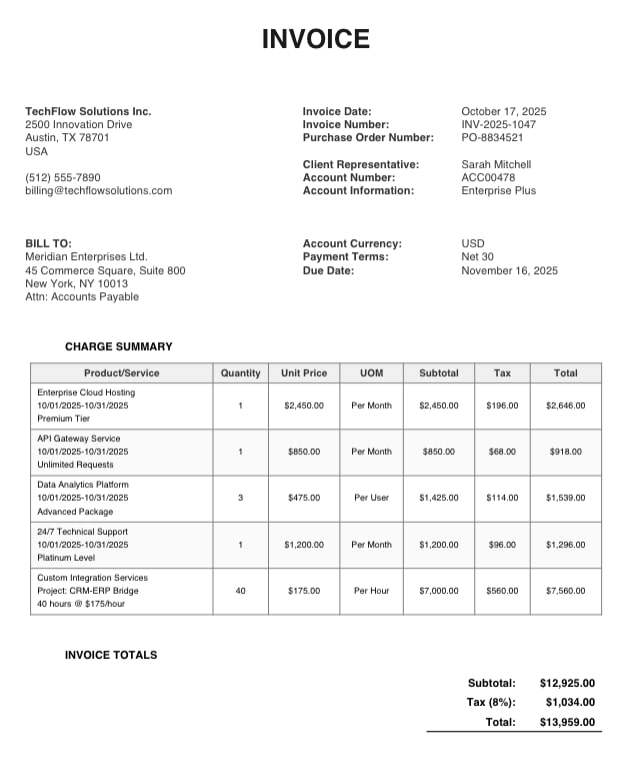 INVOICE
TechFlow Solutions Inc.
2500 Innovation Drive
Austin, TX 78701
USA
(512) 555-7890
billing@techflowsolutions.com
Invoice Date: October 17, 2025
Invoice Number: INV-2025-1047
Purchase Order Number: PO-8834521
Client Representative: Sarah Mitchell
Account Number: ACC00478
Account Information: Enterprise Plus
BILL TO:
Meridian Enterprises Ltd.
45 Commerce Square, Suite 800
New York, NY 10013
Attn: Accounts Payable
Account Currency: USD
Payment Terms: Net 30
Due Date: November 16, 2025
CHARGE SUMMARY
Product/Service Quantity Unit Price UOM Subtotal Tax Total
Enterprise Cloud Hosting
10/01/2025-10/31/2025 1 $2,450.00 Per Month $2,450.00 $196.00 $2,646.00
Premium Tier
API Gateway Service
10/01/2025-10/31/2025 1 $850.00 Per Month $850.00 $68.00 $918.00
Unlimited Requests
Data Analytics Platform
10/01/2025-10/31/2025 3 $475.00 Per User $1,425.00 $114.00 $1,539.00
Advanced Package
24/7 Technical Support
10/01/2025-10/31/2025 1 $1,200.00 Per Month $1,200.00 $96.00 $1,296.00
Platinum Level
Custom Integration Services
Project: CRM-ERP Bridge 40 $175.00 Per Hour $7,000.00 $560.00 $7,560.00
40 hours @ $175/hour
INVOICE TOTALS
Subtotal: $12,925.00
Tax (8%): $1,034.00
Total: $13,959.00